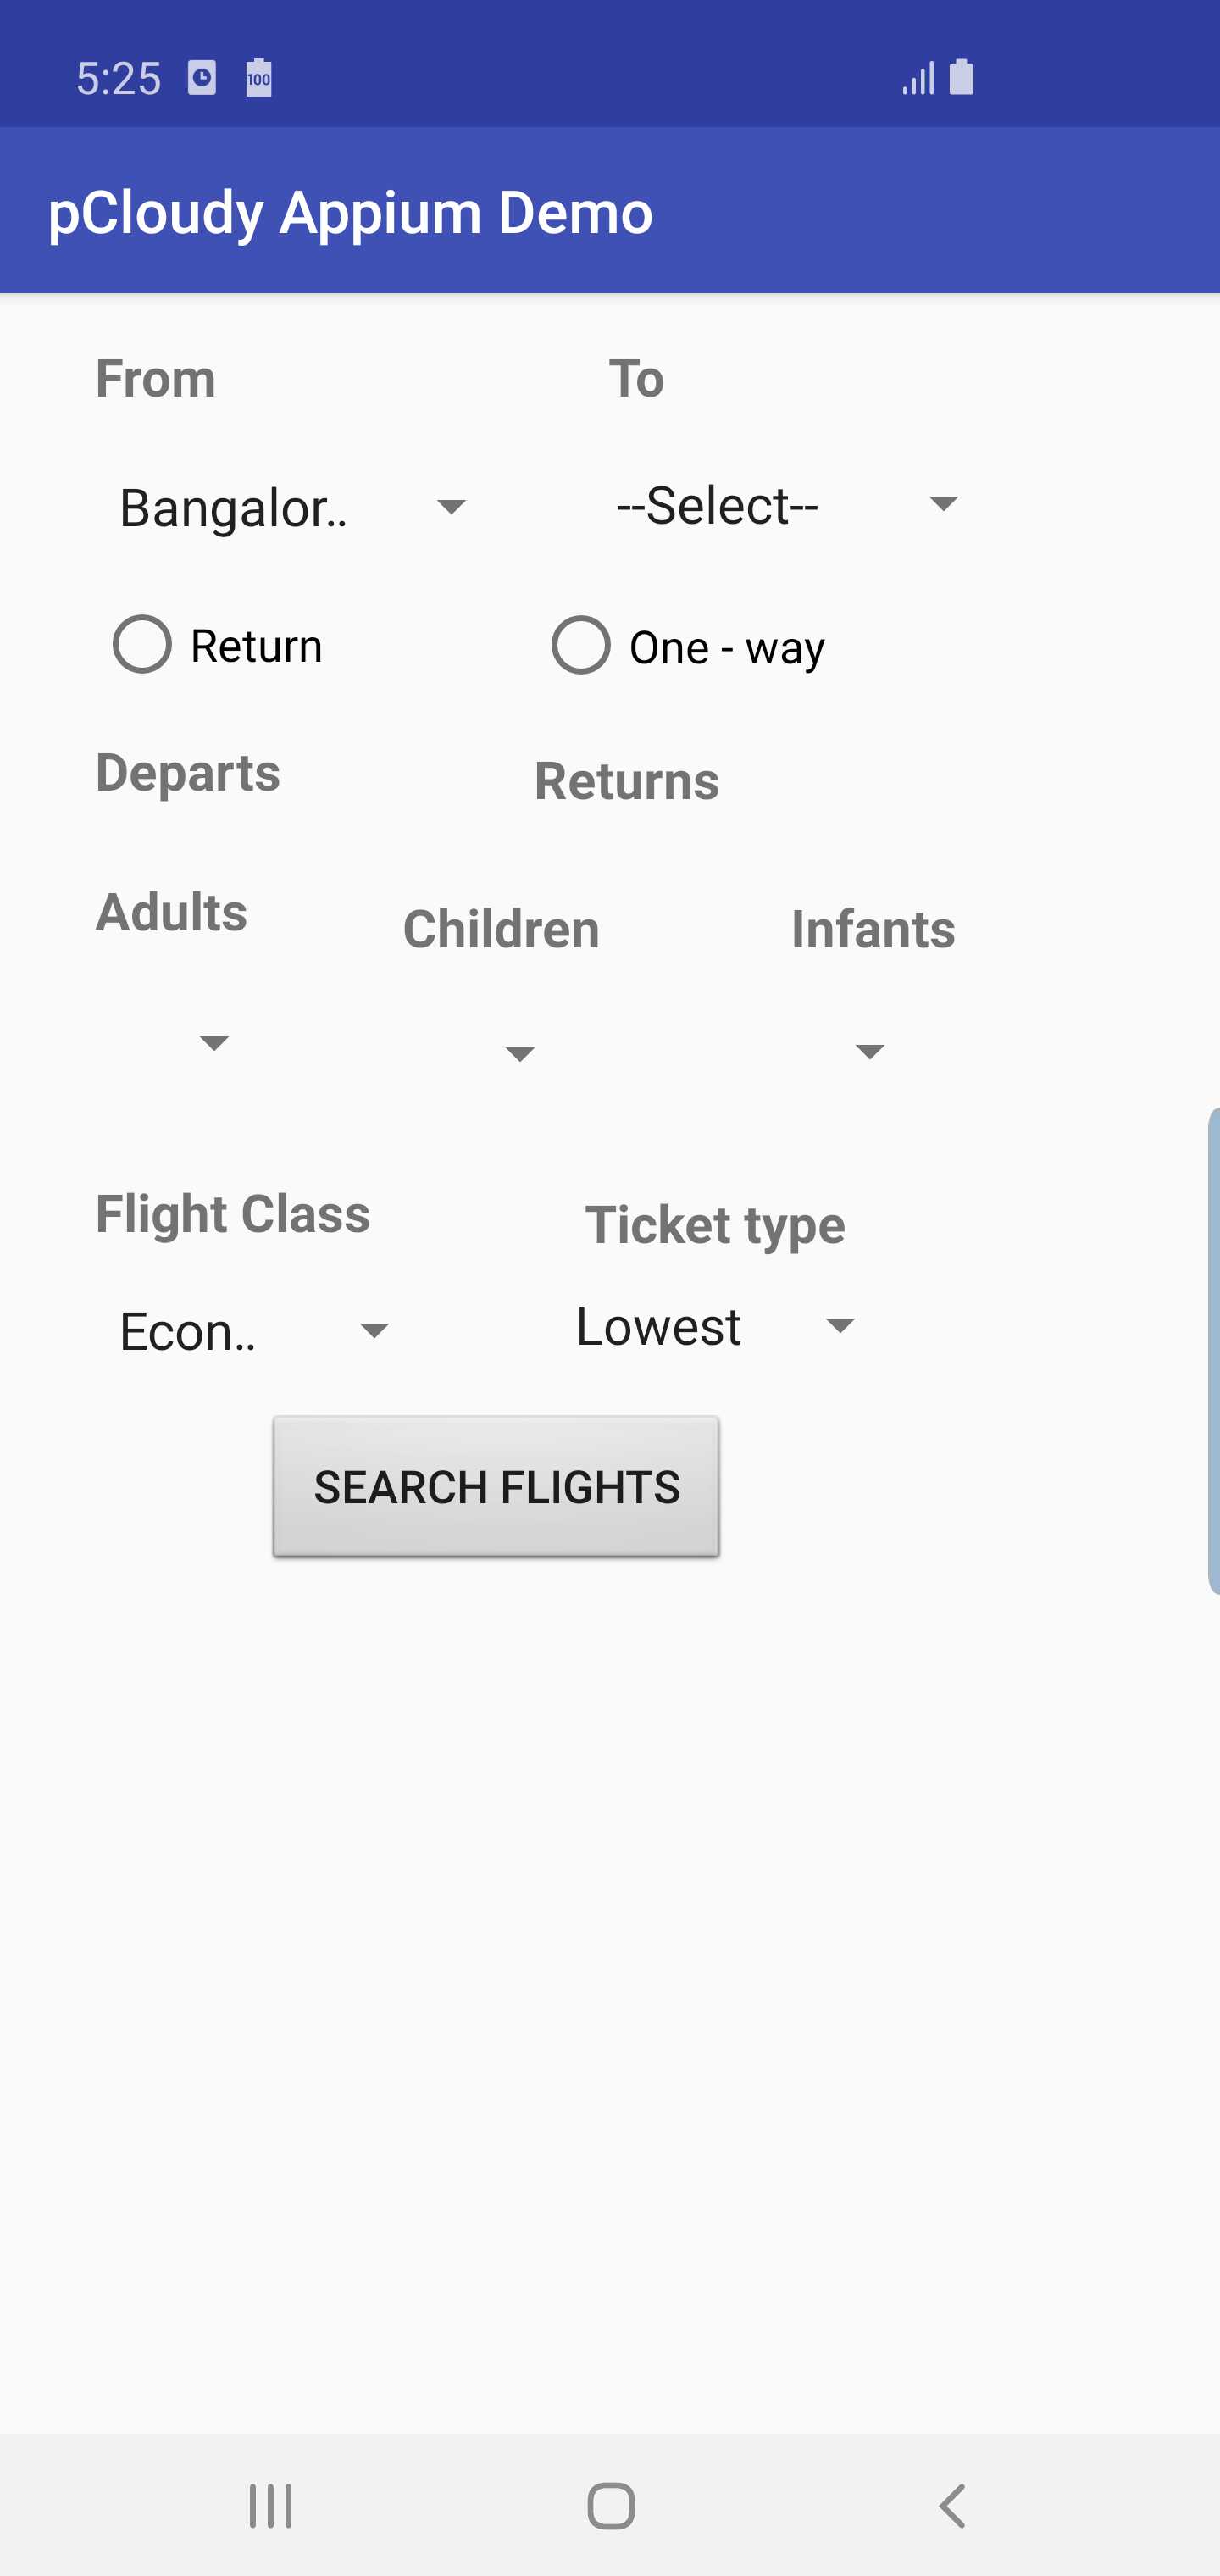 5:25 100
pCloudy Appium Demo
From To
Bangalor.. --Select--
Return One - way
Departs Returns
Adults Children Infants
Flight Class Ticket type
Econ.. Lowest
SEARCH FLIGHTS